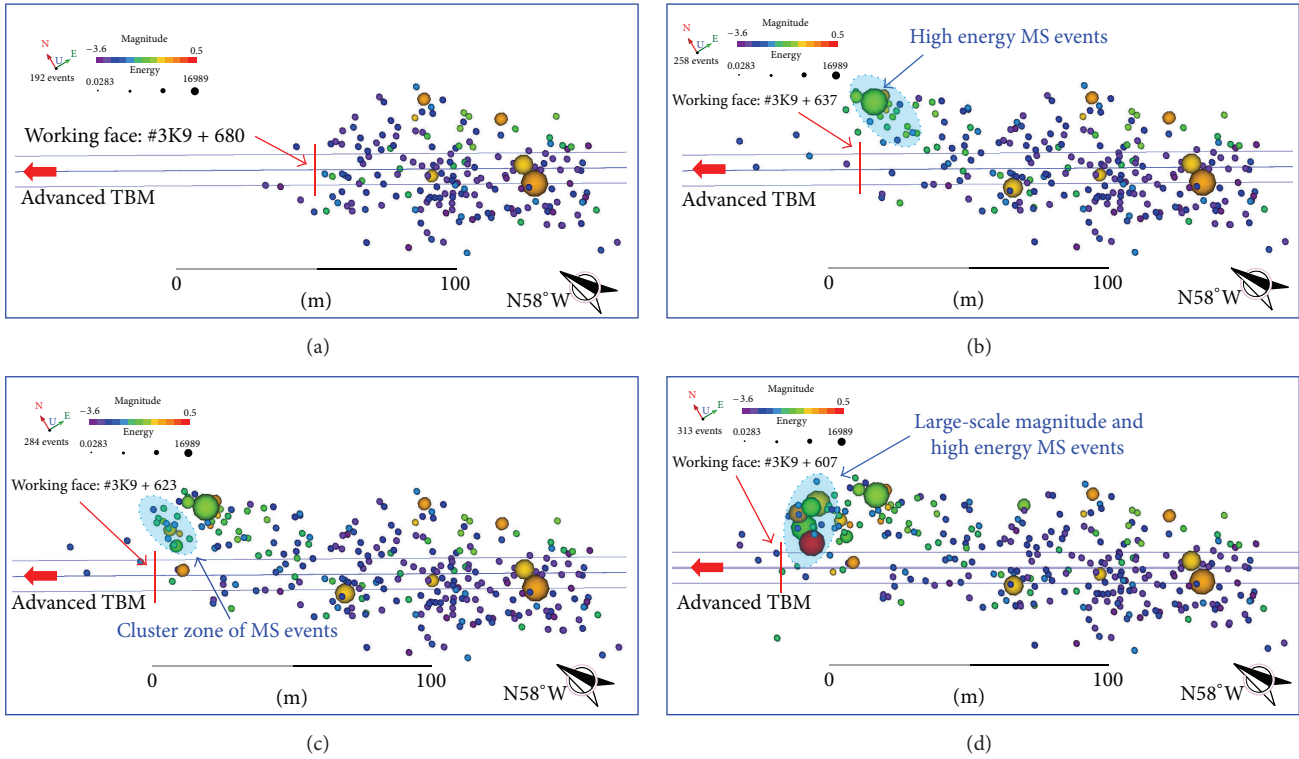 Magnitude
N
E
U
−3.6
0.5
Energy
192 events
0.0283
16989
Working face: #3K9 + 680
Advanced TBM
0
100
(m)
N58°W
(a)
Magnitude
N
E
U
−3.6
0.5
Energy
258 events
0.0283
16989
High energy MS events
Working face: #3K9 + 637
Advanced TBM
0
100
(m)
N58°W
(b)
Magnitude
N
E
U
−3.6
0.5
Energy
284 events
0.0283
16989
Working face: #3K9 + 623
Advanced TBM
Cluster zone of MS events
0
100
(m)
N58°W
(c)
Magnitude
N
E
U
−3.6
0.5
Energy
313 events
0.0283
16989
Large-scale magnitude and
high energy MS events
Working face: #3K9 + 607
Advanced TBM
0
100
(m)
N58°W
(d)